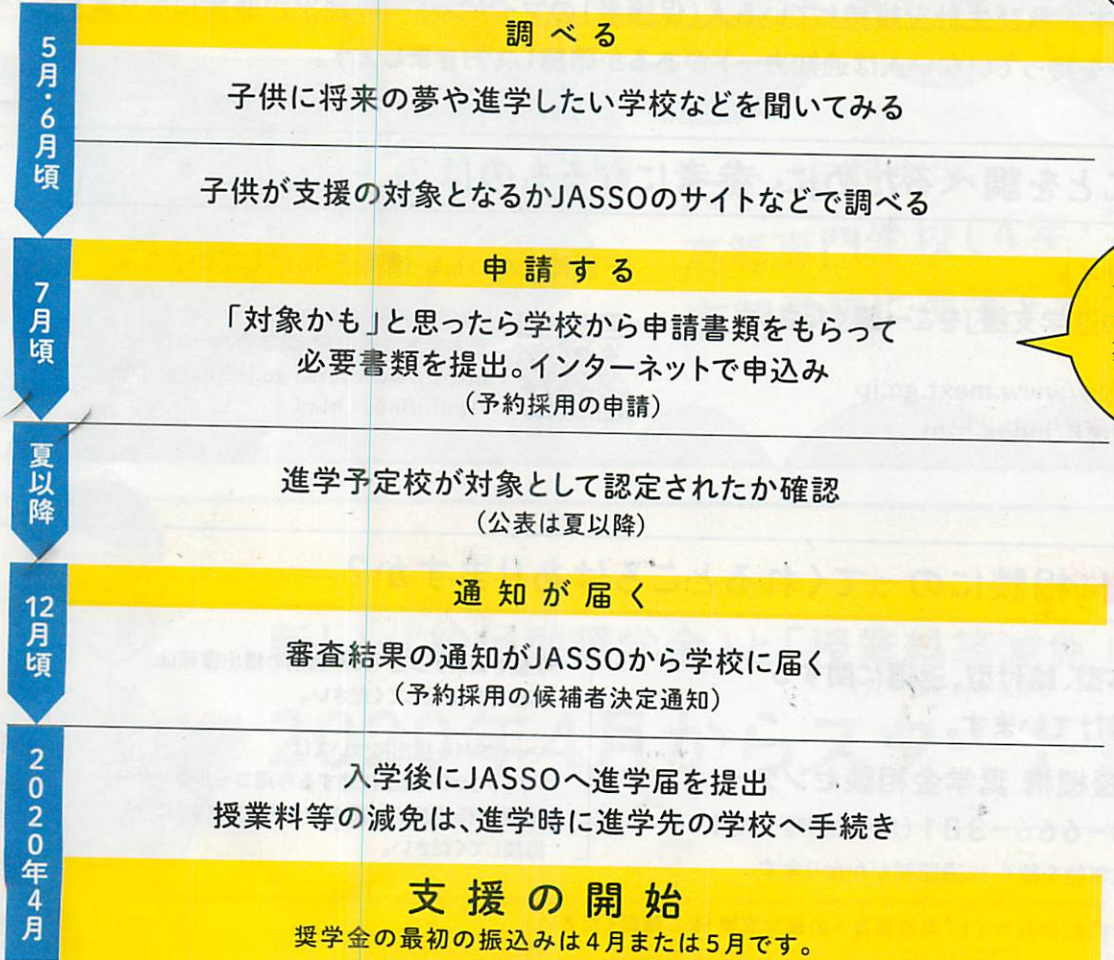 5月・6月頃
調べる
子供に将来の夢や進学したい学校などを聞いてみる
子供が支援の対象となるかJASSOのサイトなどで調べる
7月頃
申請する
「対象かも」と思ったら学校から申請書類をもらって
必要書類を提出。インターネットで申込み
(予約採用の申請)
夏以降
進学予定校が対象として認定されたか確認
(公表は夏以降)
12月頃
通知が届く
審査結果の通知がJASSOから学校に届く
(予約採用の候補者決定通知)
2020年4月
入学後にJASSOへ進学届を提出
授業料等の減免は、進学時に進学先の学校へ手続き
支援の開始
奨学金の最初の振込みは4月または5月です。